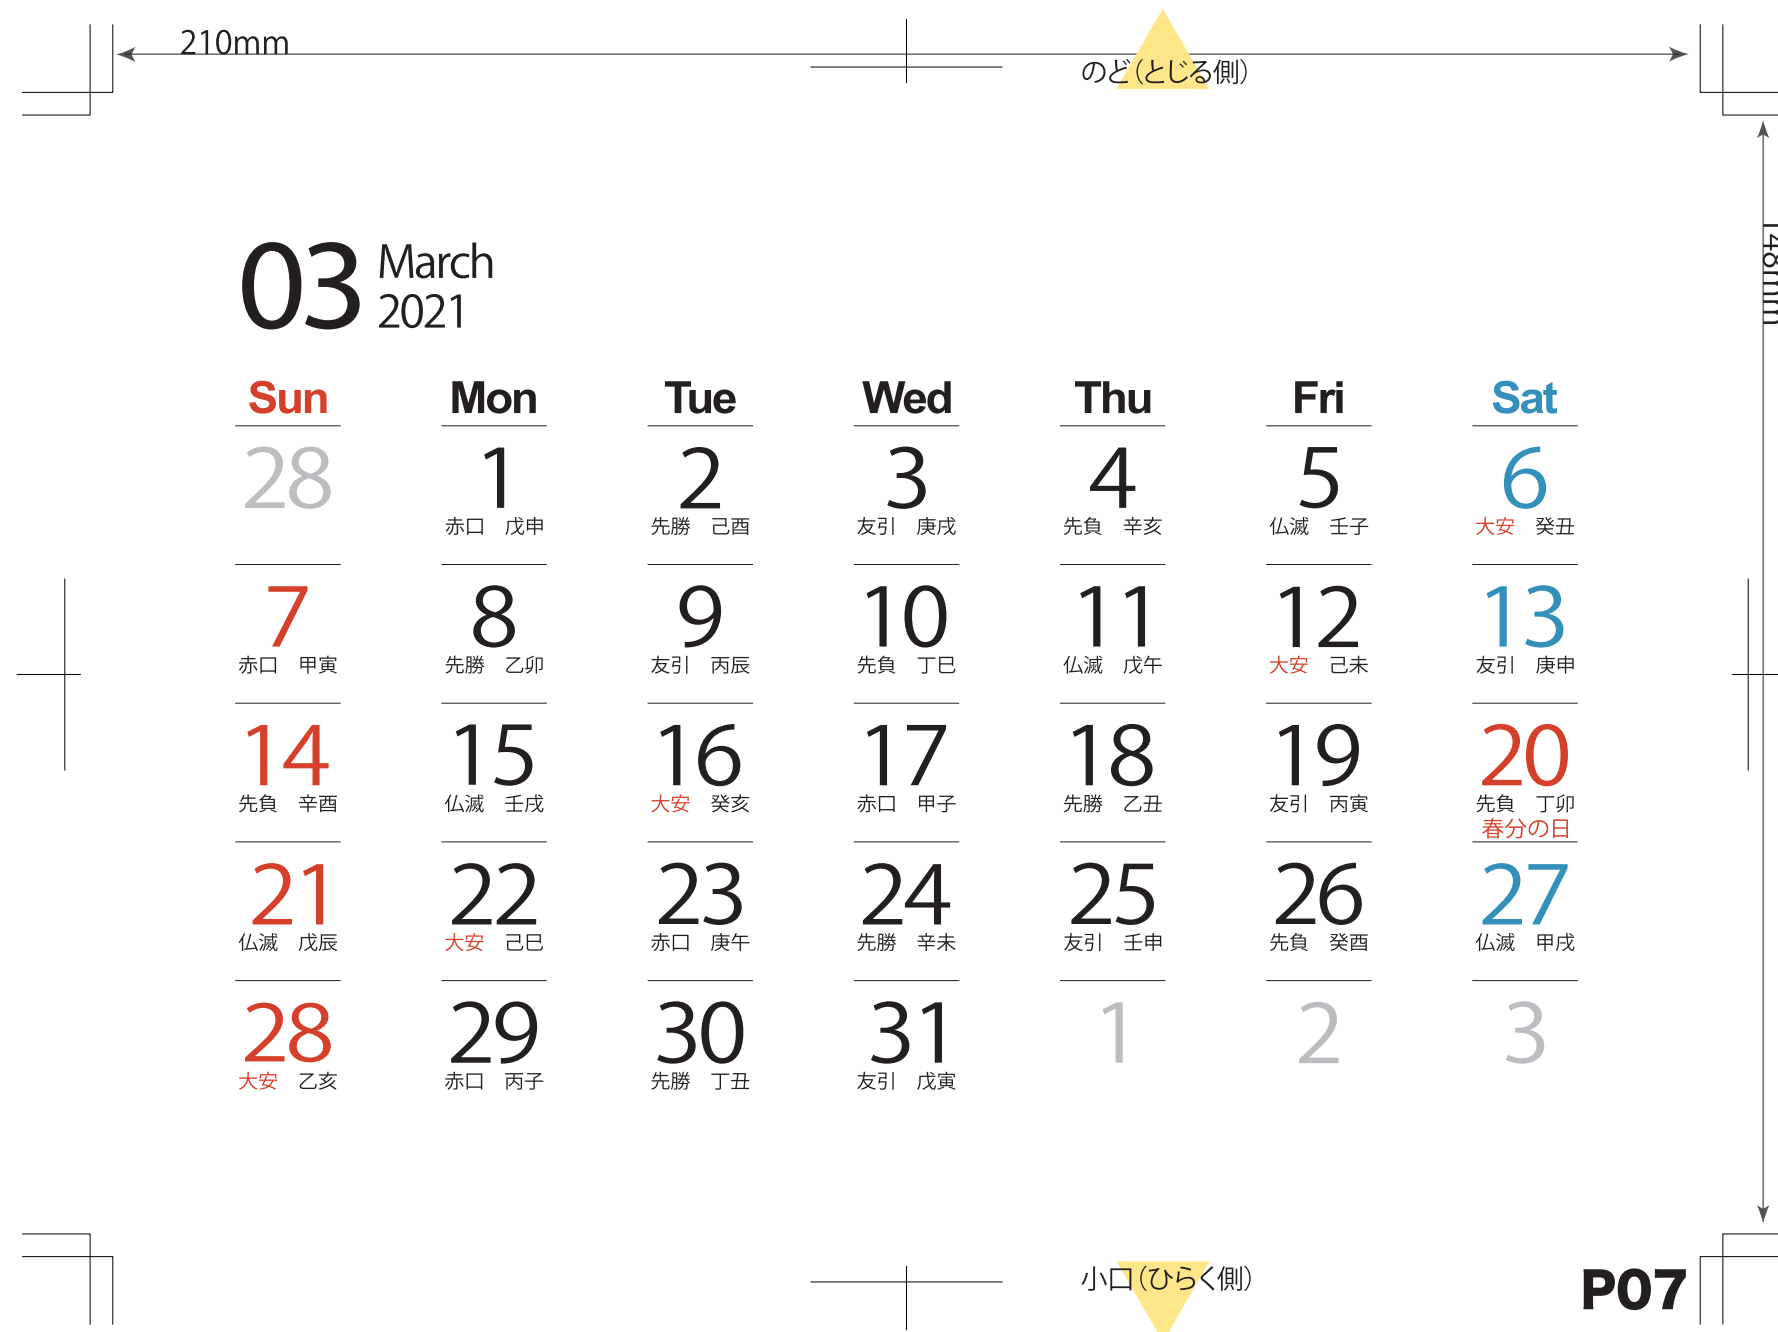 210mm
のど（とじる側）
148mm
03 March
2021
Sun Mon Tue Wed Thu Fri Sat
28 1 2 3 4 5 6
赤口 戊申 先勝 己酉 友引 庚戌 先負 辛亥 仏滅 壬子 大安 癸丑
7 8 9 10 11 12 13
赤口 甲寅 先勝 乙卯 友引 丙辰 先負 丁巳 仏滅 戊午 大安 己未 友引 庚申
14 15 16 17 18 19 20
先負 辛酉 仏滅 壬戌 大安 癸亥 赤口 甲子 先勝 乙丑 友引 丙寅 先負 丁卯
春分の日
21 22 23 24 25 26 27
仏滅 戊辰 大安 己巳 赤口 庚午 先勝 辛未 友引 壬申 先負 癸酉 仏滅 甲戌
28 29 30 31 1 2 3
大安 乙亥 赤口 丙子 先勝 丁丑 友引 戊寅
小口（ひらく側）
P07